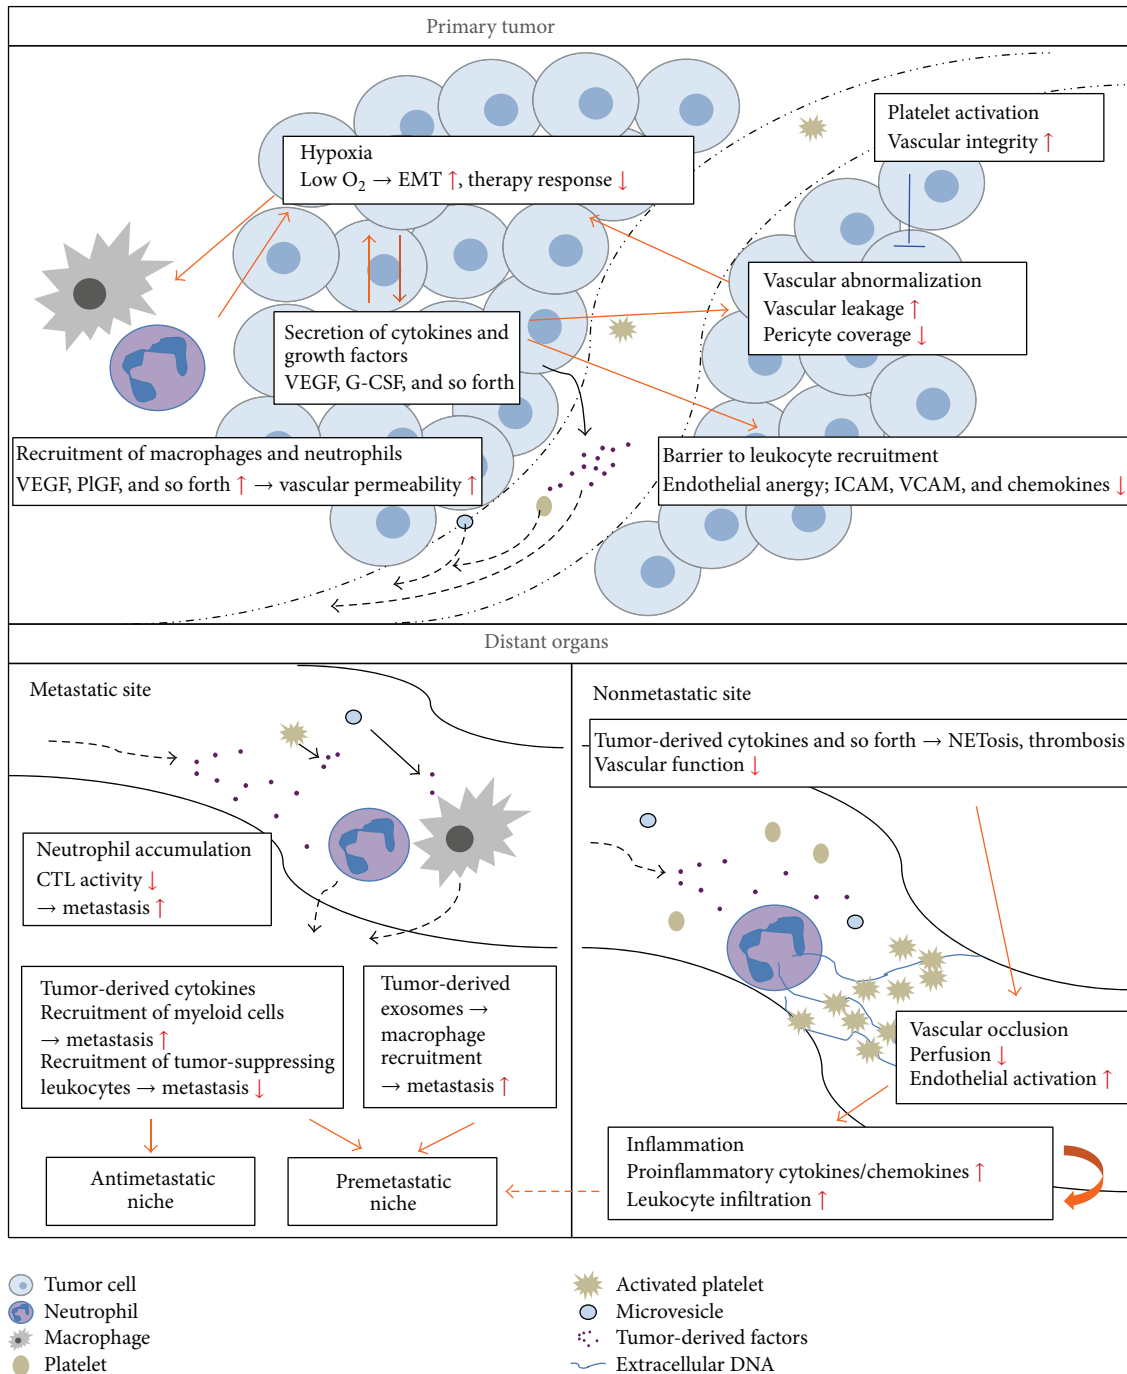 Primary tumor
Platelet activation
Vascular integrity ↑
Hypoxia
Low O₂ → EMT ↑, therapy response ↓
Vascular abnormalization
Vascular leakage ↑
Pericyte coverage ↓
Secretion of cytokines and
growth factors
VEGF, G-CSF, and so forth
Recruitment of macrophages and neutrophils
VEGF, PlGF, and so forth ↑ → vascular permeability ↑
Barrier to leukocyte recruitment
Endothelial anergy; ICAM, VCAM, and chemokines ↓
Distant organs
Metastatic site
Neutrophil accumulation
CTL activity ↓
→ metastasis ↑
Tumor-derived cytokines
Recruitment of myeloid cells
→ metastasis ↑
Recruitment of tumor-suppressing
leukocytes → metastasis ↓
Tumor-derived
exosomes →
macrophage
recruitment
→ metastasis ↑
Antimetastatic
niche
Premetastatic
niche
Nonmetastatic site
Tumor-derived cytokines and so forth → NETosis, thrombosis
Vascular function ↓
Vascular occlusion
Perfusion ↓
Endothelial activation ↑
Inflammation
Proinflammatory cytokines/chemokines ↑
Leukocyte infiltration ↑
Tumor cell
Neutrophil
Macrophage
Platelet
Activated platelet
Microvesicle
Tumor-derived factors
Extracellular DNA